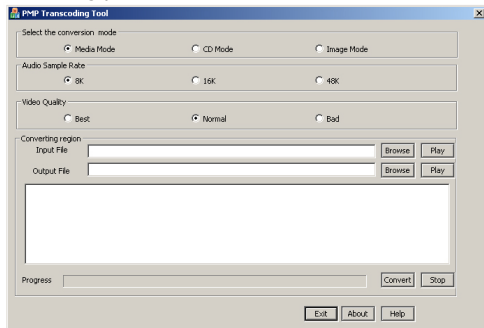 PMP Transcoding Tool
Select the conversion mode
Media Mode CD Mode Image Mode
Audio Sample Rate
8K 16K 48K
Video Quality
Best Normal Bad
Converting region
Input File Browse Play
Output File Browse Play
Progress Convert Stop
Exit About Help